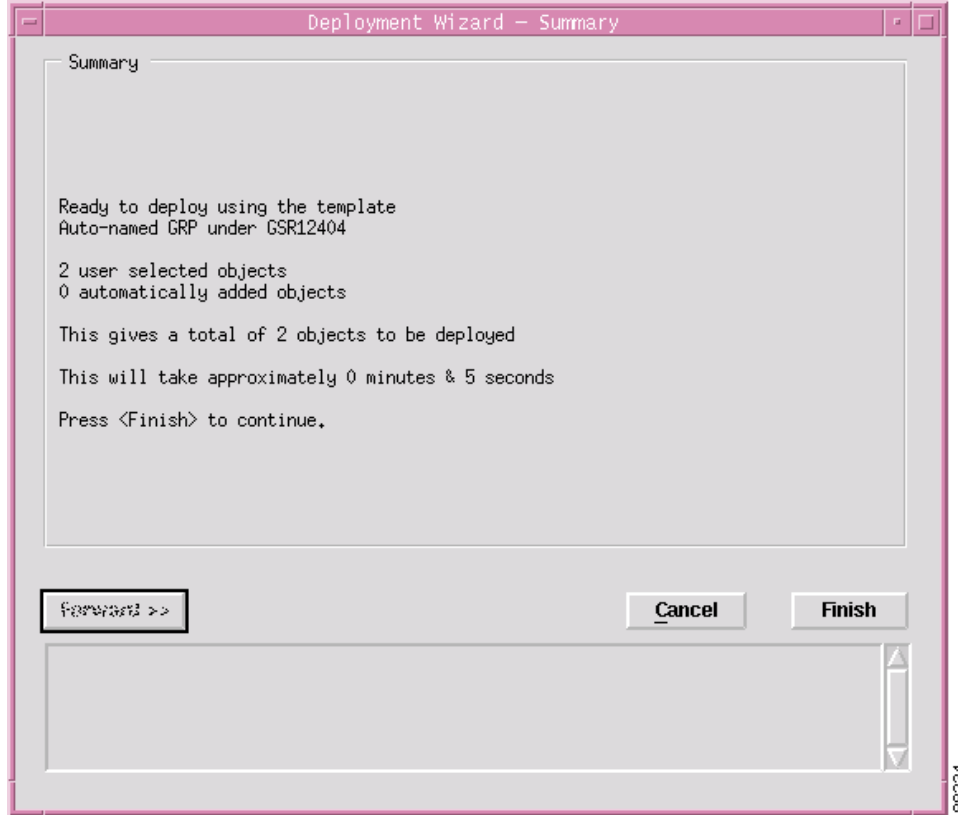 Deployment Wizard – Summary
Summary
Ready to deploy using the template
Auto-named GRP under GSR12404
2 user selected objects
0 automatically added objects
This gives a total of 2 objects to be deployed
This will take approximately 0 minutes & 5 seconds
Press <Finish> to continue.
Forward >>
Cancel
Finish